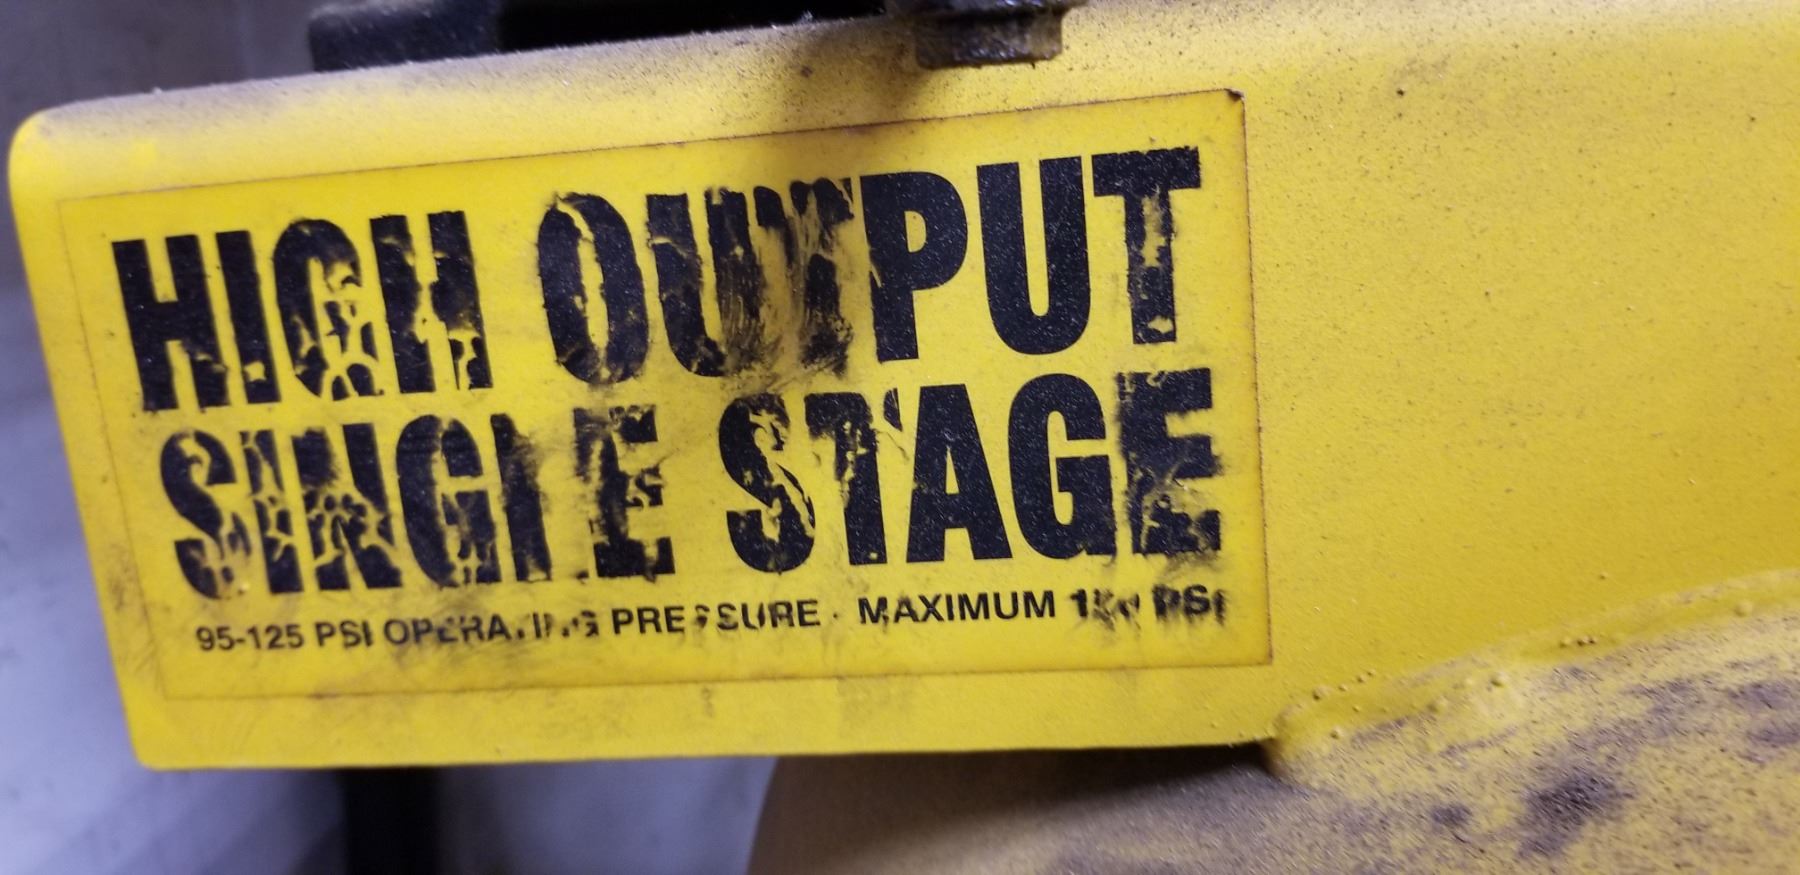 HIGH OUTPUT
SINGLE STAGE
95-125 PSI OPERATING PRESSURE - MAXIMUM PSI